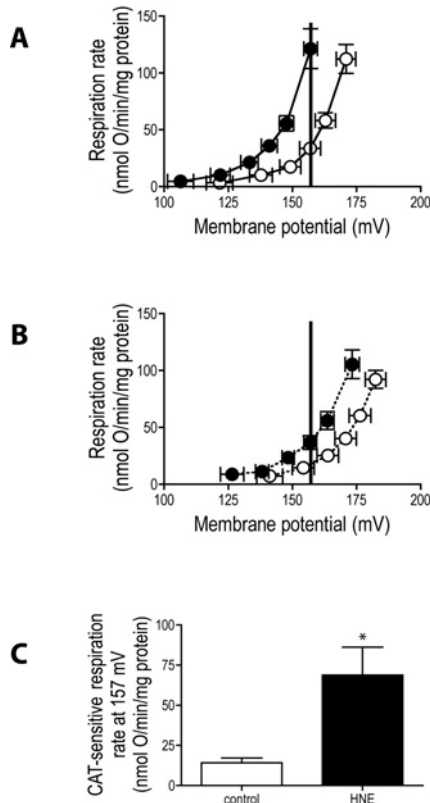 A
Respiration rate
(nmol O/min/mg protein)
150
100
50
0
100
125
150
175
200
Membrane potential (mV)
B
Respiration rate
(nmol O/min/mg protein)
150
100
50
0
100
125
150
175
200
Membrane potential (mV)
C
CAT-sensitive respiration
rate at 157 mV
(nmol O/min/mg protein)
100
75
50
25
0
*
control
HNE